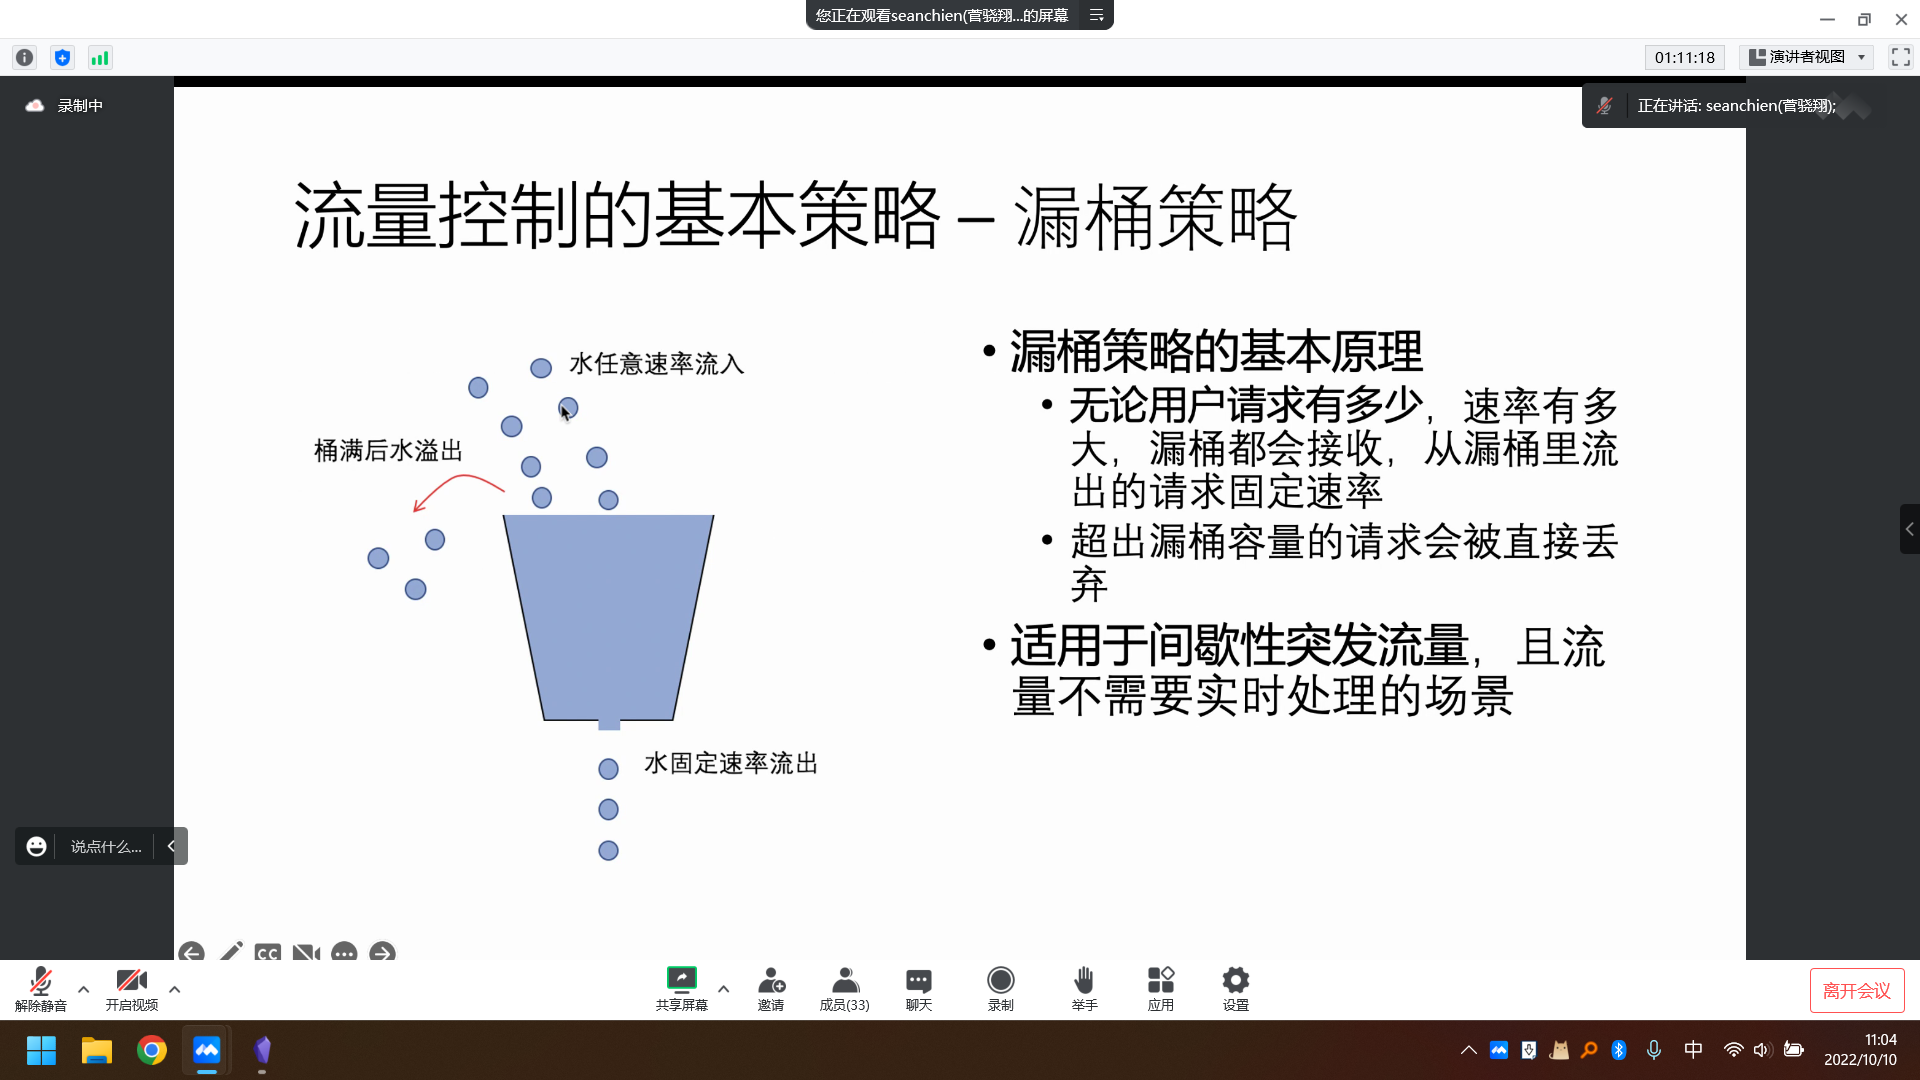 您正在观看seanchien(菅骁翔...的屏幕
01:11:18
演讲者视图
录制中
正在讲话: seanchien(菅骁翔);
流量控制的基本策略 – 漏桶策略
水任意速率流入
桶满后水溢出
水固定速率流出
• 漏桶策略的基本原理
• 无论用户请求有多少，速率有多
大，漏桶都会接收，从漏桶里流
出的请求固定速率
• 超出漏桶容量的请求会被直接丢
弃
• 适用于间歇性突发流量，且流
量不需要实时处理的场景
说点什么...
CC
解除静音
开启视频
共享屏幕
邀请
成员(33)
聊天
录制
举手
应用
设置
离开会议
中
11:04
2022/10/10